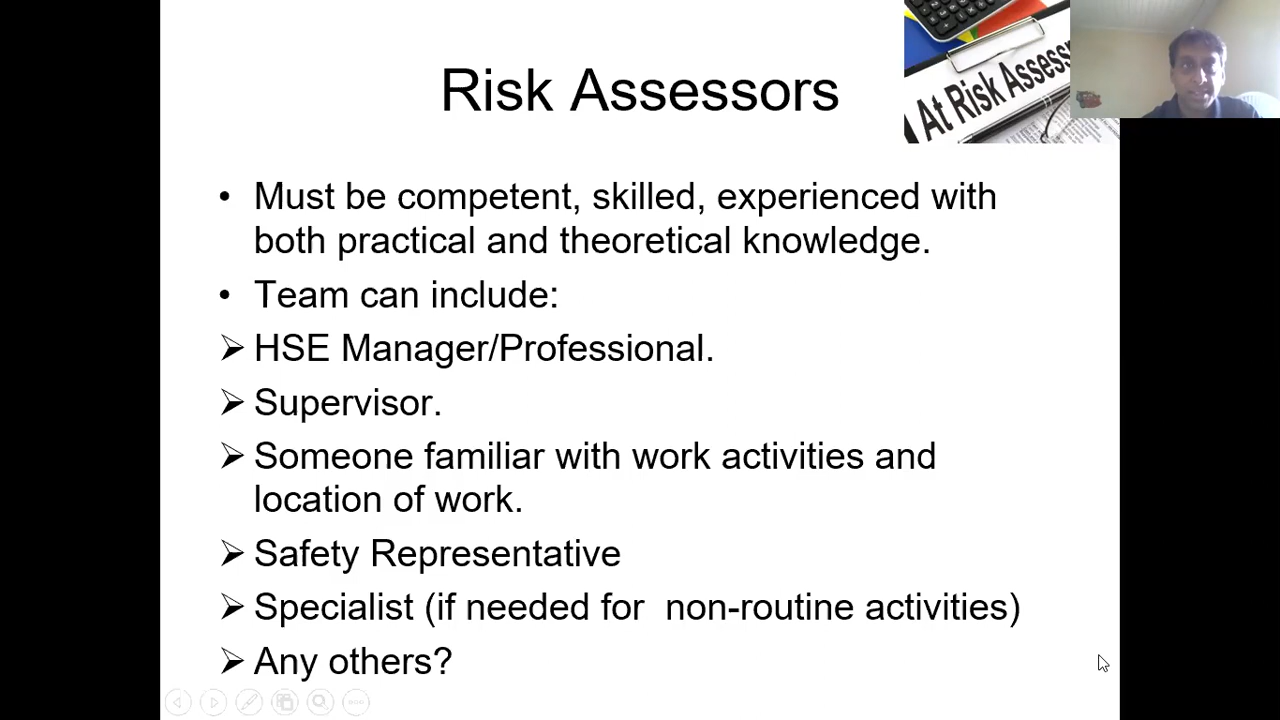 Risk Assessors
At Risk Assess
• Must be competent, skilled, experienced with
both practical and theoretical knowledge.
• Team can include:
➢ HSE Manager/Professional.
➢ Supervisor.
➢ Someone familiar with work activities and
location of work.
➢ Safety Representative
➢ Specialist (if needed for  non-routine activities)
➢ Any others?